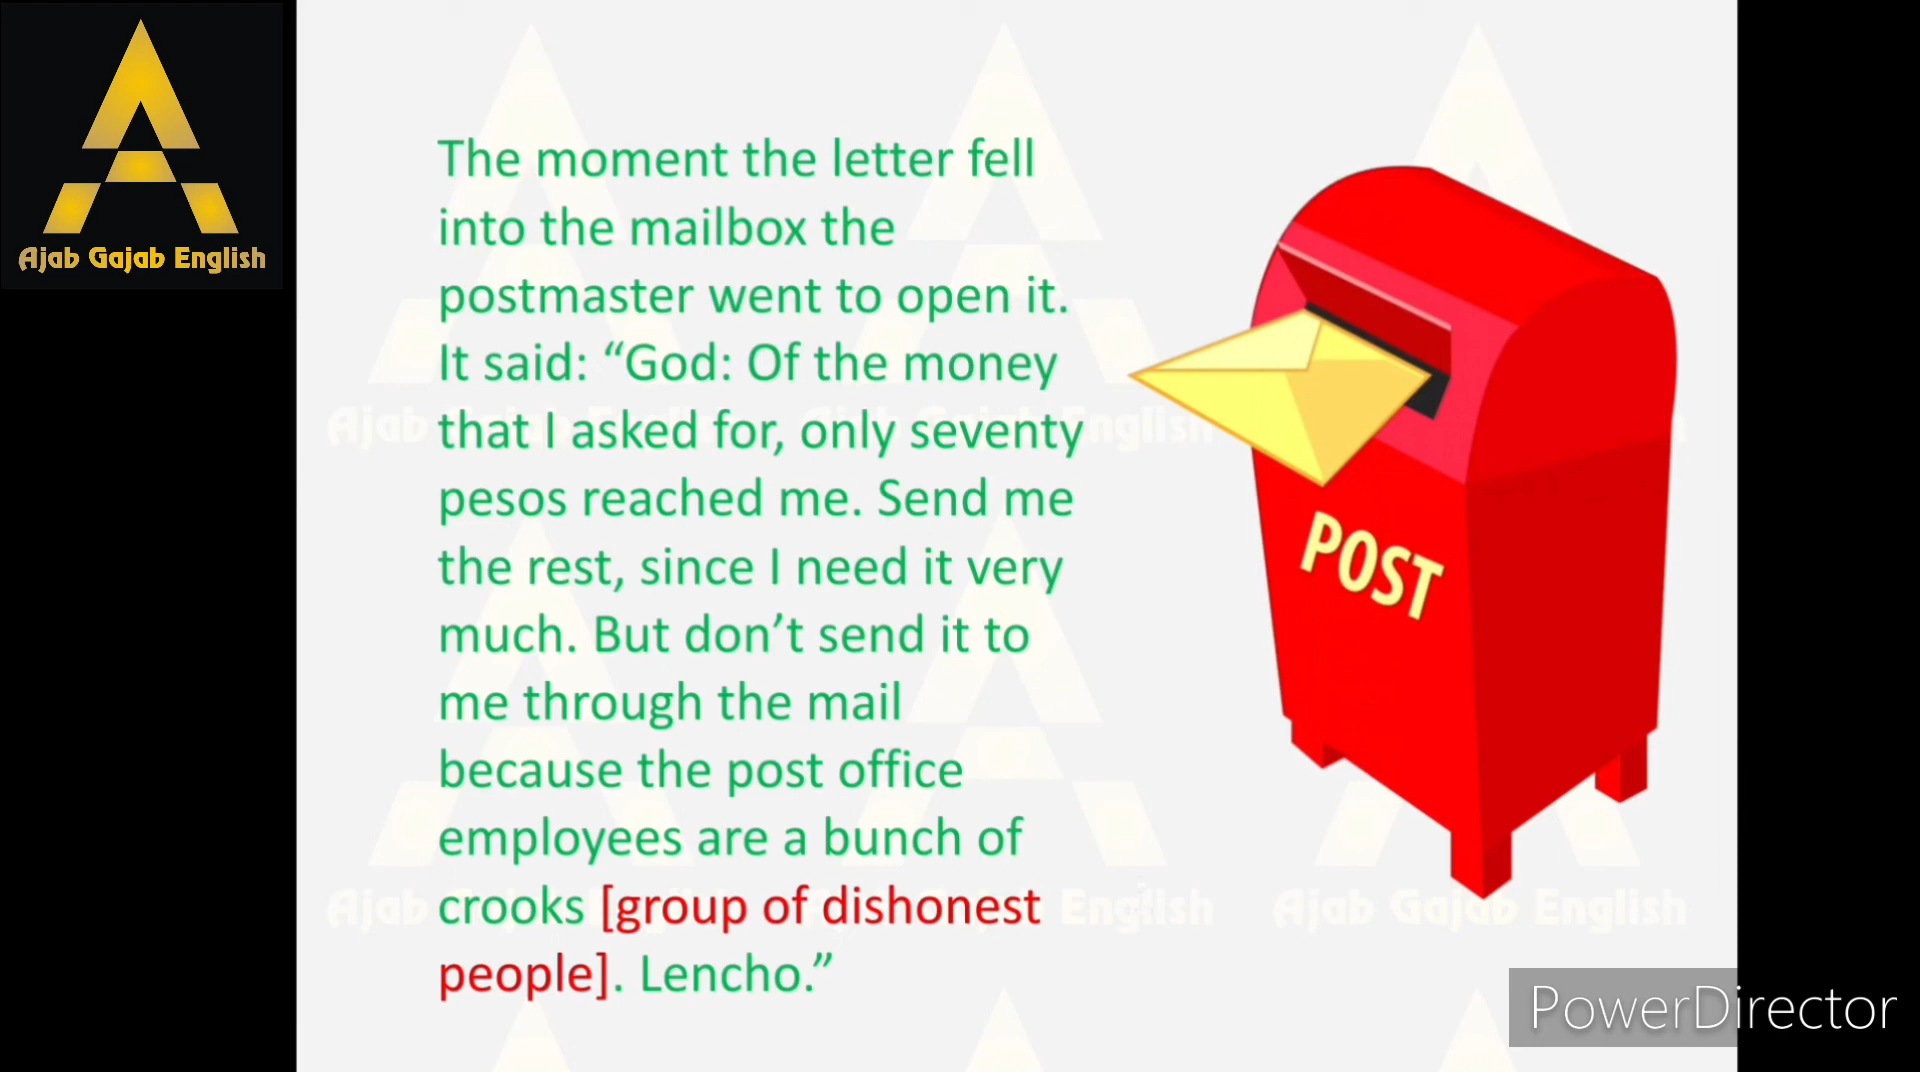 Ajab Gajab English
The moment the letter fell
into the mailbox the
postmaster went to open it.
It said: “God: Of the money
that I asked for, only seventy
pesos reached me. Send me
the rest, since I need it very
much. But don’t send it to
me through the mail
because the post office
employees are a bunch of
crooks [group of dishonest
people]. Lencho.”
POST
Ajab Gajab English
PowerDirector